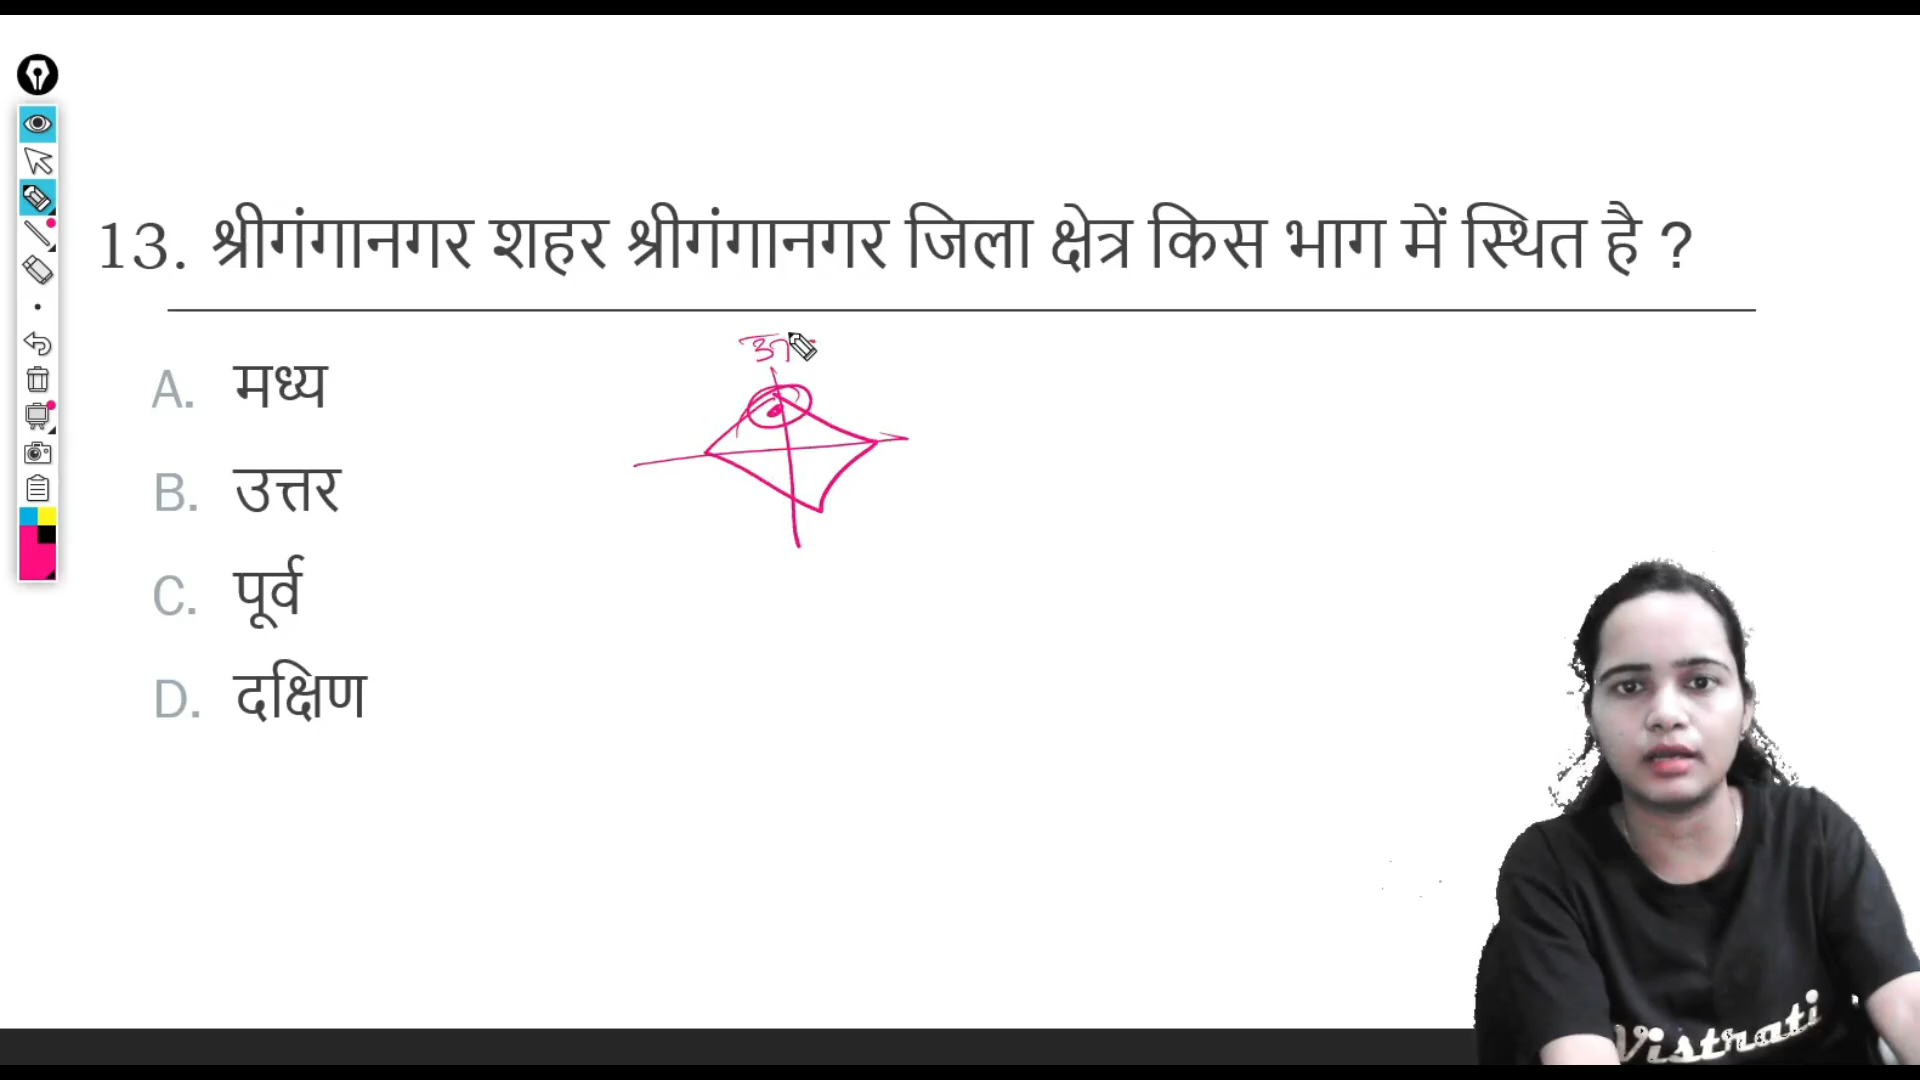 13. श्रीगंगानगर शहर श्रीगंगानगर जिला क्षेत्र किस भाग में स्थित है ?
A. मध्य
B. उत्तर
C. पूर्व
D. दक्षिण
Vistrati